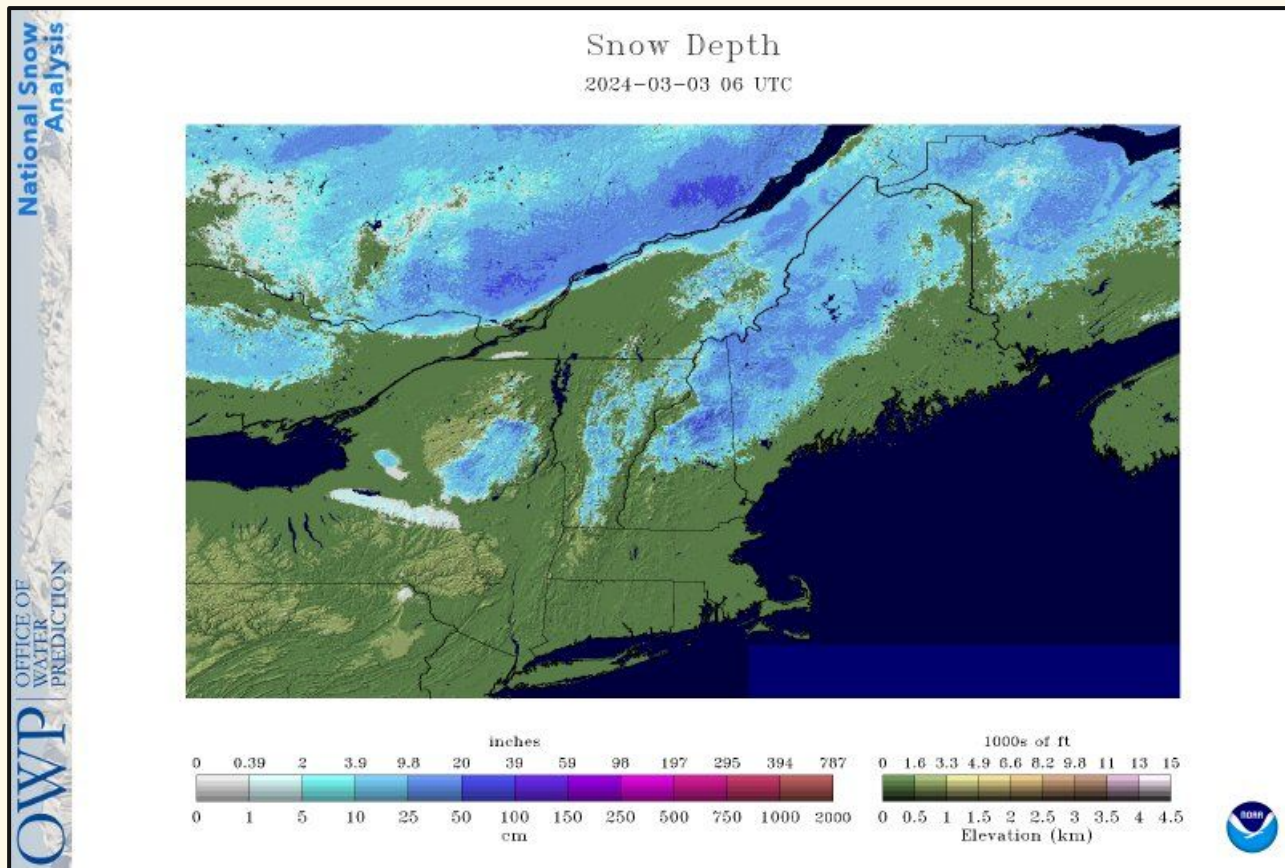 National Snow
Analysis
OFFICE OF
WATER
PREDICTION
OWP
Snow Depth
2024-03-03 06 UTC
inches
0 0.39 2 3.9 9.8 20 39 59 98 197 295 394 787
0 1 5 10 25 50 100 150 250 500 750 1000 2000
cm
1000s of ft
0 1.6 3.3 4.9 6.6 8.2 9.8 11 13 15
0 0.5 1 1.5 2 2.5 3 3.5 4 4.5
Elevation (km)
NOAA